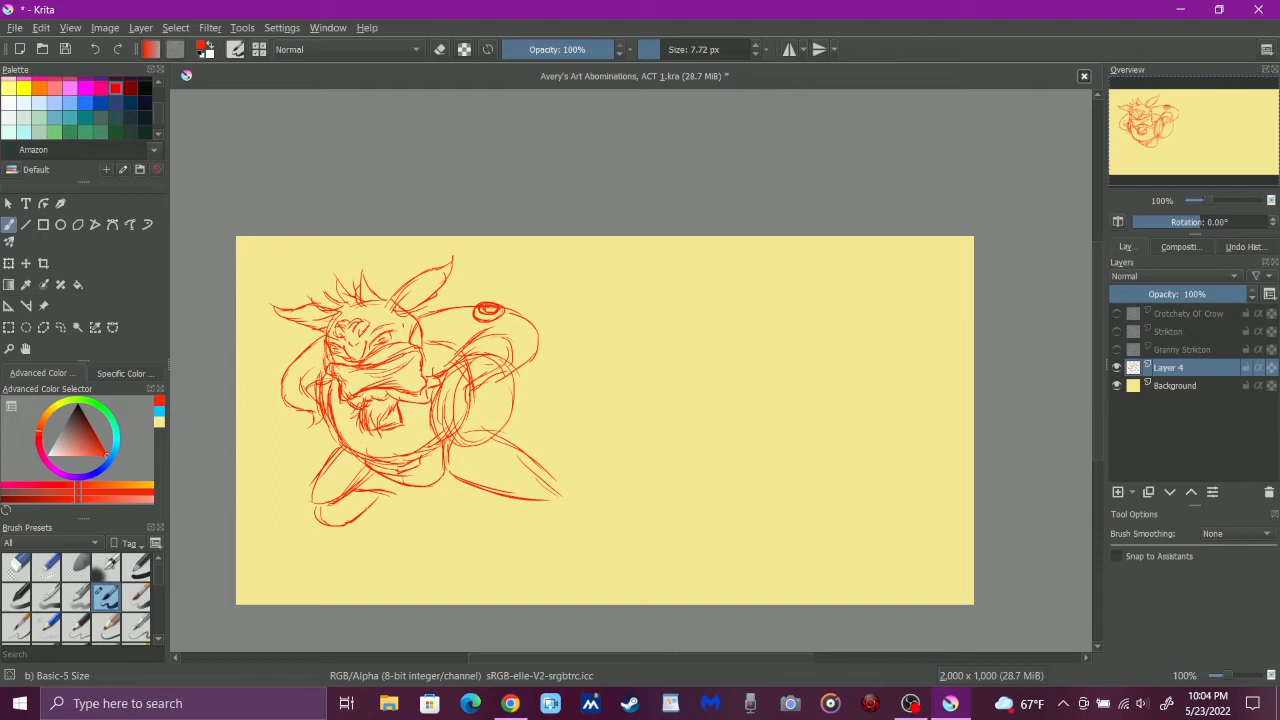 * - Krita
File Edit View Image Layer Select Filter Tools Settings Window Help
Normal Opacity: 100% Size: 7.72 px
Avery's Art Abominations, ACT 1.kra (28.7 MiB) *
Palette
Amazon
Default
Advanced Color ... Specific Color ...
Advanced Color Selector
Brush Presets
All Tag
Search
b) Basic-5 Size RGB/Alpha (8-bit integer/channel) sRGB-elle-V2-srgbtrc.icc 2,000 x 1,000 (28.7 MiB) 100%
Overview
100%
Rotation: 0.00°
Lay... Compositi... Undo Hist...
Layers
Normal
Opacity: 100%
Crotchety Ol' Crow
Strikton
Granny Strikton
Layer 4
Background
Tool Options
Brush Smoothing: None
Snap to Assistants
Type here to search
67°F
10:04 PM
5/23/2022